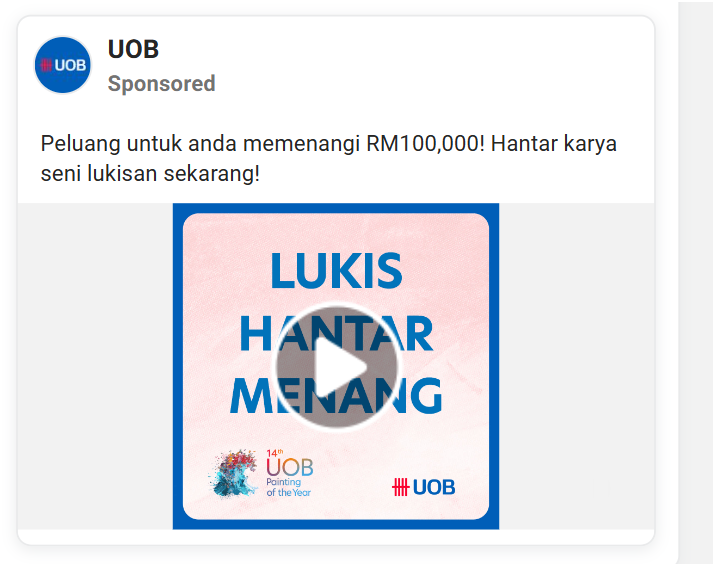 UOB
UOB
Sponsored
Peluang untuk anda memenangi RM100,000! Hantar karya
seni lukisan sekarang!
LUKIS
HANTAR
MENANG
14th
UOB
Painting
of the Year
UOB